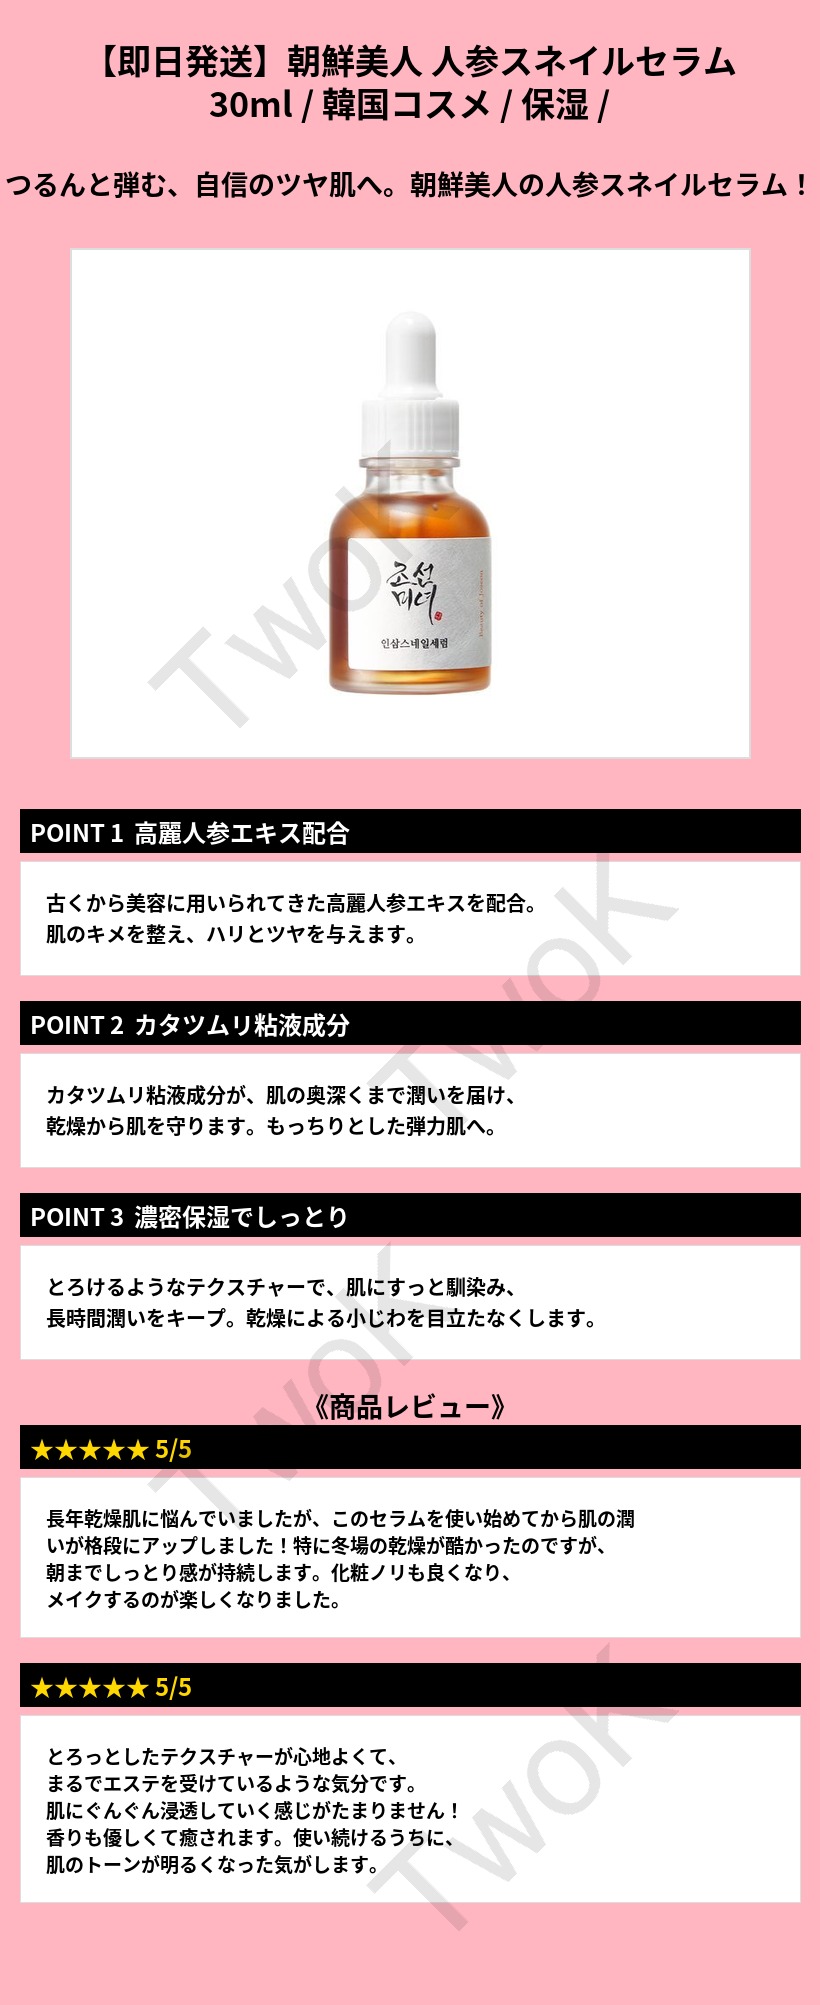 【即日発送】朝鮮美人 人参スネイルセラム
30ml / 韓国コスメ / 保湿 /
つるんと弾む、自信のツヤ肌へ。朝鮮美人の人参スネイルセラム！
조선
미녀
인삼스네일세럼
Beauty of Joseon
TwoK
POINT 1 高麗人参エキス配合
古くから美容に用いられてきた高麗人参エキスを配合。
肌のキメを整え、ハリとツヤを与えます。
TwoK
POINT 2 カタツムリ粘液成分
カタツムリ粘液成分が、肌の奥深くまで潤いを届け、
乾燥から肌を守ります。もっちりとした弾力肌へ。
POINT 3 濃密保湿でしっとり
とろけるようなテクスチャーで、肌にすっと馴染み、
長時間潤いをキープ。乾燥による小じわを目立たなくします。
TwoK
《商品レビュー》
★★★★★ 5/5
長年乾燥肌に悩んでいましたが、このセラムを使い始めてから肌の潤
いが格段にアップしました！特に冬場の乾燥が酷かったのですが、
朝までしっとり感が持続します。化粧ノリも良くなり、
メイクするのが楽しくなりました。
★★★★★ 5/5
とろっとしたテクスチャーが心地よくて、
まるでエステを受けているような気分です。
肌にぐんぐん浸透していく感じがたまりません！
香りも優しくて癒されます。使い続けるうちに、
肌のトーンが明るくなった気がします。
TwoK